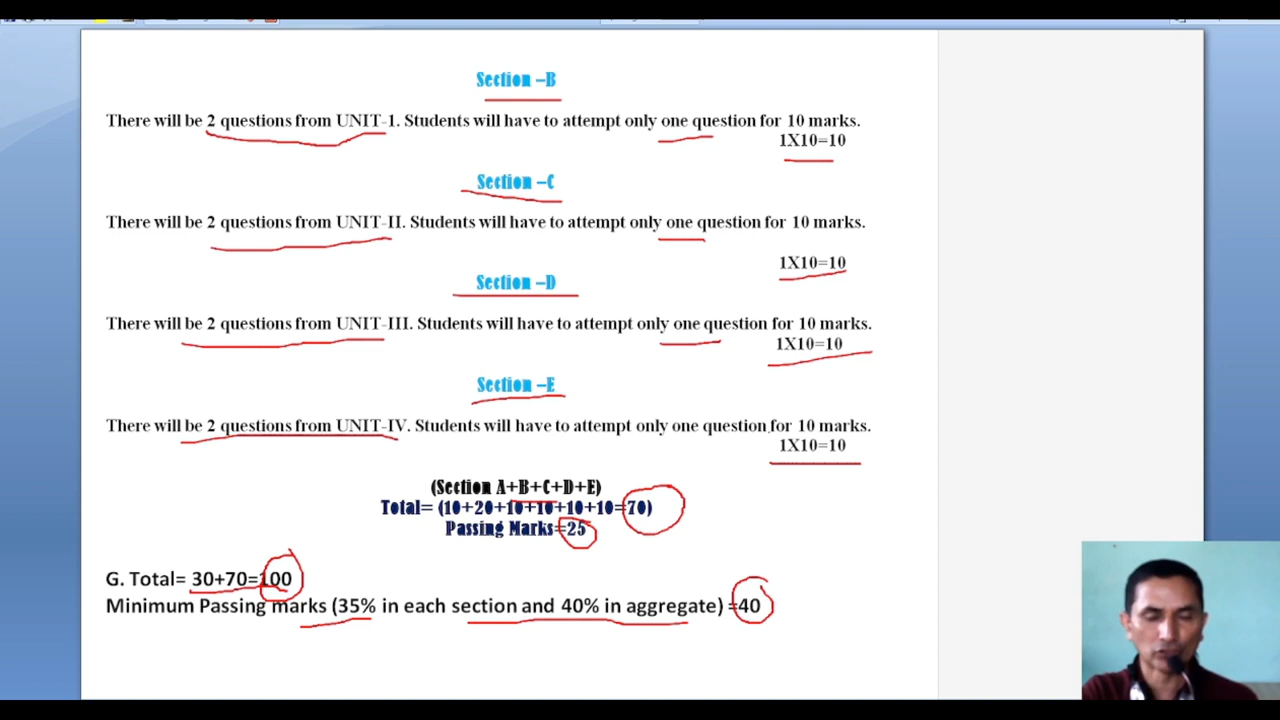 Section –B
There will be 2 questions from UNIT-1. Students will have to attempt only one question for 10 marks.
1X10=10
Section –C
There will be 2 questions from UNIT-II. Students will have to attempt only one question for 10 marks.
1X10=10
Section –D
There will be 2 questions from UNIT-III. Students will have to attempt only one question for 10 marks.
1X10=10
Section –E
There will be 2 questions from UNIT-IV. Students will have to attempt only one question for 10 marks.
1X10=10
(Section A+B+C+D+E)
Total= (10+20+10+10+10+10=70)
Passing Marks=25
G. Total= 30+70=100
Minimum Passing marks (35% in each section and 40% in aggregate) =40